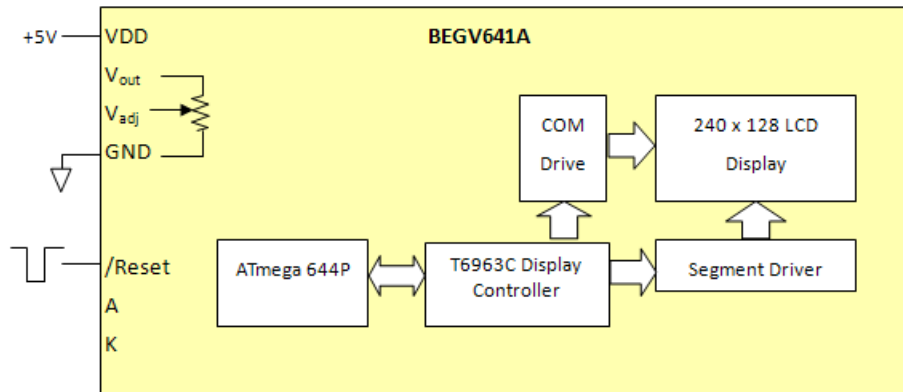 BEGV641A
+5V
VDD
Vout
Vadj
GND
/Reset
A
K
COM
Drive
240 x 128 LCD
Display
ATmega 644P
T6963C Display
Controller
Segment Driver